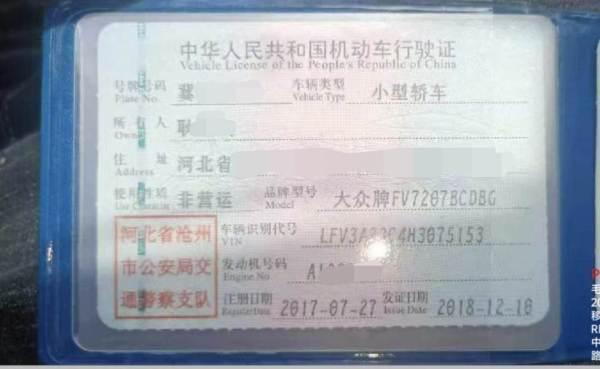 中华人民共和国机动车行驶证
Vehicle License of the People's Republic of China
号牌号码 冀 车辆类型 小型轿车
Plate No. Vehicle Type
所有人 耿
Owner
住址 河北省
Address
使用性质 非营运 品牌型号 大众牌FV7207BCDBG
Use Character Model
河北省沧州 车辆识别代号
VIN
市公安局交 发动机号码
Engine No.
通警察支队 注册日期 2017-07-27 发证日期 2018-12-10
Register Date Issue Date
毛
20
移
中
路